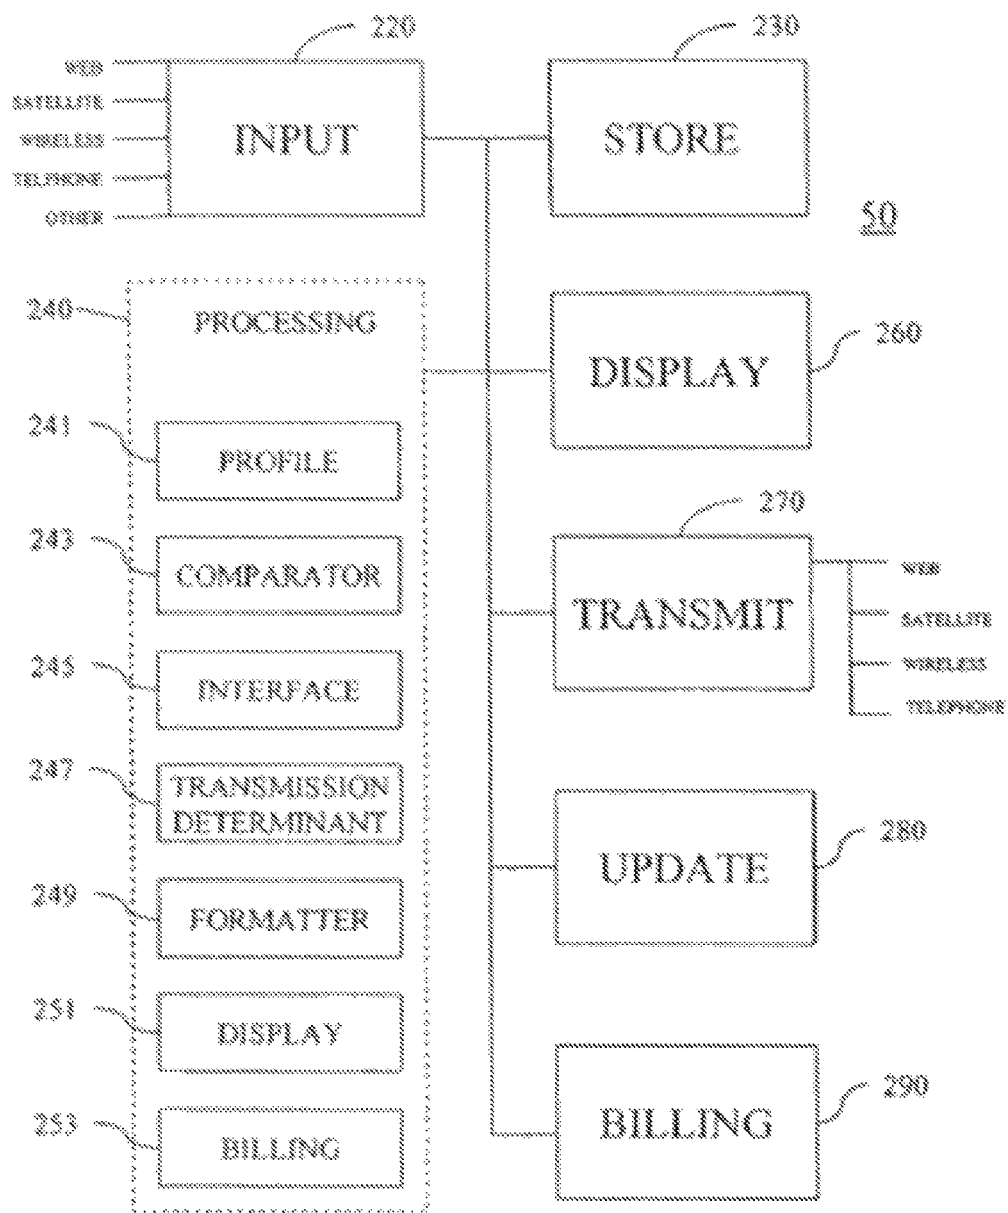 220
230
WEB
SATELLITE
WIRELESS
TELPHONE
OTHER
INPUT
STORE
50
240
PROCESSING
260
DISPLAY
241
PROFILE
243
COMPARATOR
270
TRANSMIT
WEB
SATELLITE
WIRELESS
TELEPHONE
245
INTERFACE
247
TRANSMISSION
DETERMINANT
280
UPDATE
249
FORMATTER
251
DISPLAY
253
BILLING
290
BILLING